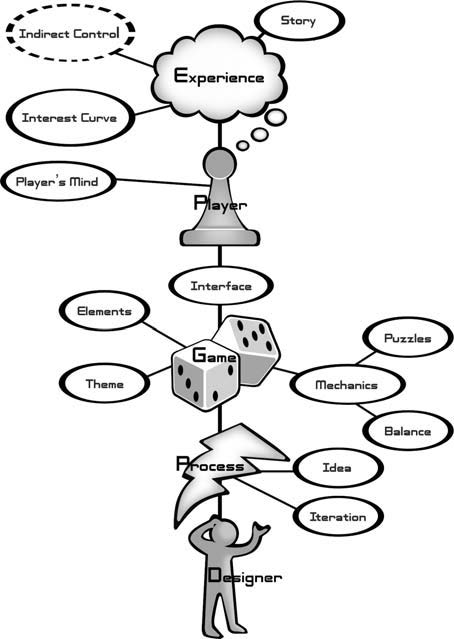 Story
Indirect Control
Experience
Interest Curve
Player's Mind
Player
Interface
Elements
Puzzles
Game
Theme
Mechanics
Balance
Process
Idea
Iteration
Designer